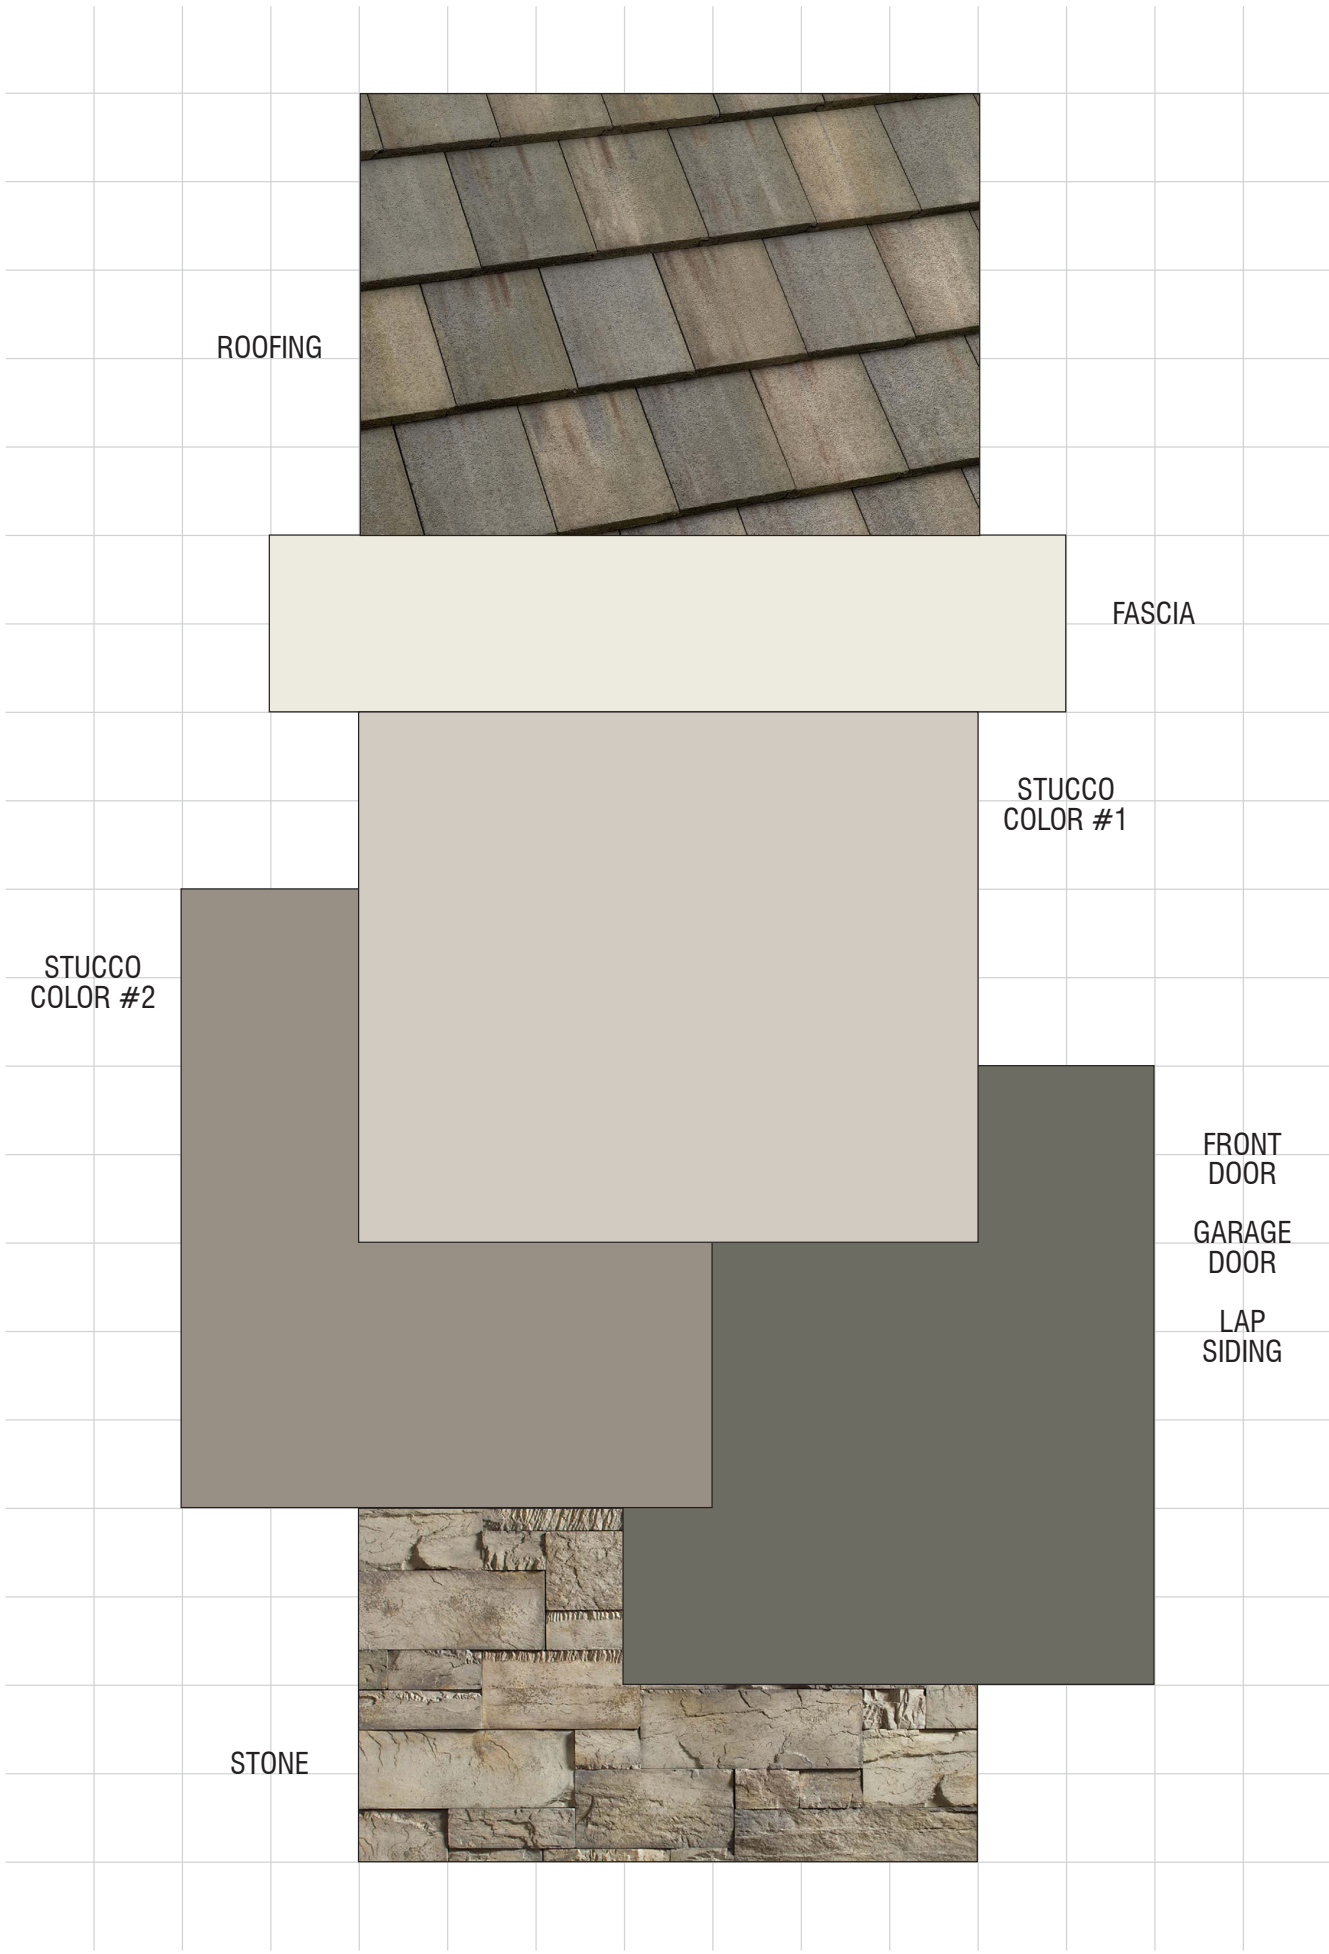 ROOFING
FASCIA
STUCCO
COLOR #1
STUCCO
COLOR #2
FRONT
DOOR
GARAGE
DOOR
LAP
SIDING
STONE